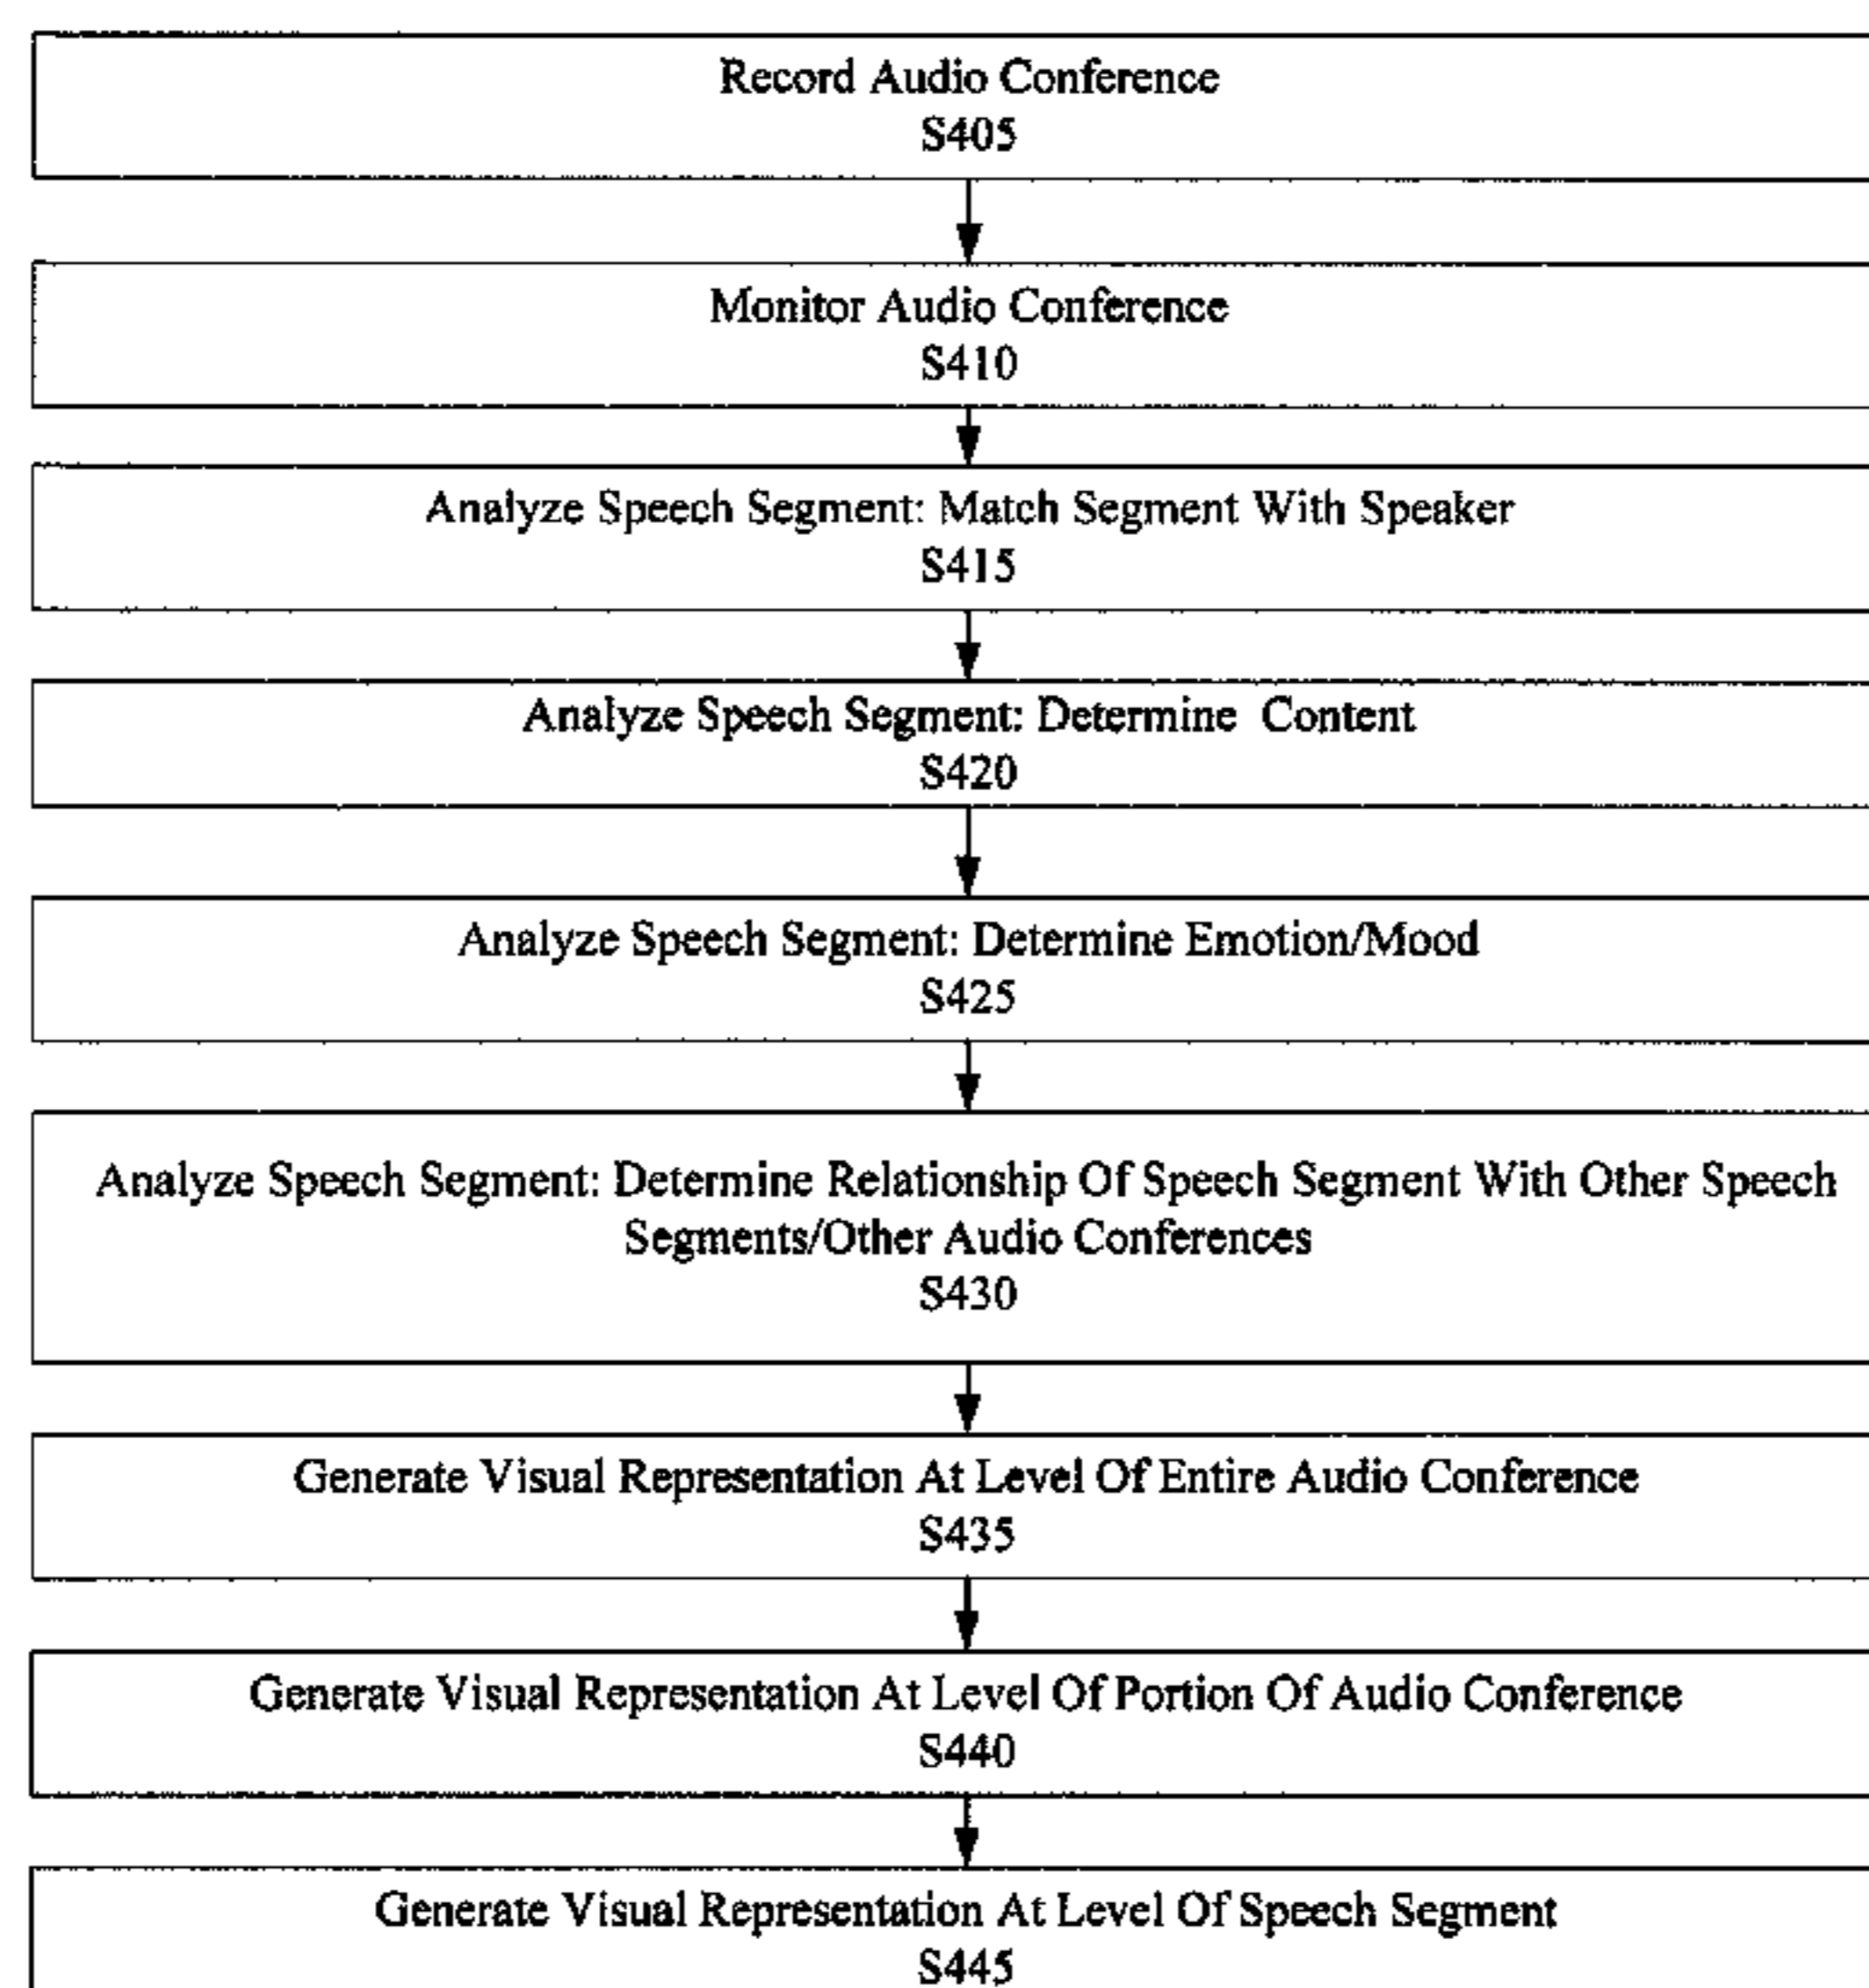 Record Audio Conference
S405
Monitor Audio Conference
S410
Analyze Speech Segment: Match Segment With Speaker
S415
Analyze Speech Segment: Determine Content
S420
Analyze Speech Segment: Determine Emotion/Mood
S425
Analyze Speech Segment: Determine Relationship Of Speech Segment With Other Speech
Segments/Other Audio Conferences
S430
Generate Visual Representation At Level Of Entire Audio Conference
S435
Generate Visual Representation At Level Of Portion Of Audio Conference
S440
Generate Visual Representation At Level Of Speech Segment
S445